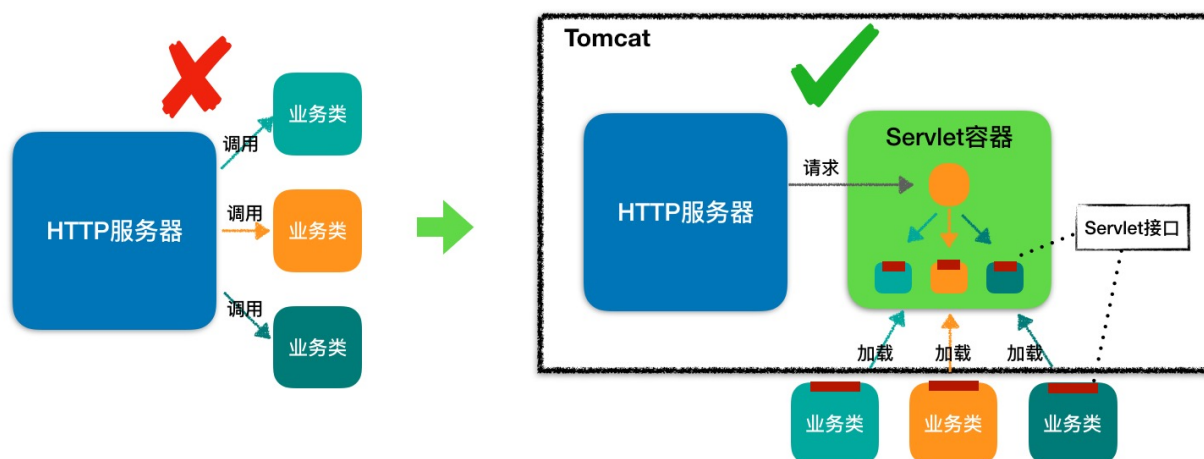 业务类
调用
HTTP服务器
调用
业务类
调用
业务类
Tomcat
HTTP服务器
请求
Servlet容器
Servlet接口
加载
加载
加载
业务类
业务类
业务类